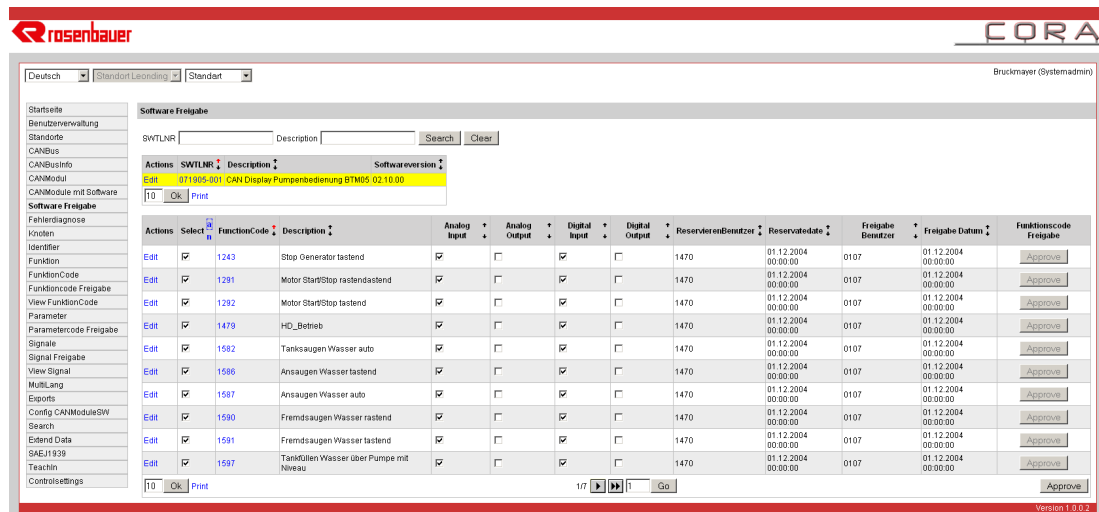 rosenbauer
CORA
Deutsch Standort Leonding Standart Bruckmayer (Systemadmin)
Startseite
Benutzerverwaltung
Standorte
CANBus
CANBusInfo
CANModul
CANModule mit Software
Software Freigabe
Fehlerdiagnose
Knoten
Identifier
Funktion
FunktionCode
Funktioncode Freigabe
View FunktionCode
Parameter
Parametercode Freigabe
Signale
Signal Freigabe
View Signal
MultiLang
Exports
Config CANModuleSW
Search
Extend Data
SAEJ1939
TeachIn
Controlsettings
Software Freigabe
SWTLNR Description Search Clear
Actions SWTLNR Description Softwareversion
Edit 071905-001 CAN Display Pumpenbedienung BTM05 02.10.00
10 Ok Print
Actions Select an FunctionCode Description Analog Input Analog Output Digital Input Digital Output ReservierenBenutzer Reservatedate Freigabe Benutzer Freigabe Datum Funktionscode Freigabe
Edit 1243 Stop Generator tastend 1470 01.12.2004 00:00:00 0107 01.12.2004 00:00:00 Approve
Edit 1291 Motor Start/Stop rastendastend 1470 01.12.2004 00:00:00 0107 01.12.2004 00:00:00 Approve
Edit 1292 Motor Start/Stop tastend 1470 01.12.2004 00:00:00 0107 01.12.2004 00:00:00 Approve
Edit 1479 HD_Betrieb 1470 01.12.2004 00:00:00 0107 01.12.2004 00:00:00 Approve
Edit 1582 Tanksaugen Wasser auto 1470 01.12.2004 00:00:00 0107 01.12.2004 00:00:00 Approve
Edit 1586 Ansaugen Wasser tastend 1470 01.12.2004 00:00:00 0107 01.12.2004 00:00:00 Approve
Edit 1587 Ansaugen Wasser auto 1470 01.12.2004 00:00:00 0107 01.12.2004 00:00:00 Approve
Edit 1590 Fremdsaugen Wasser rastend 1470 01.12.2004 00:00:00 0107 01.12.2004 00:00:00 Approve
Edit 1591 Fremdsaugen Wasser tastend 1470 01.12.2004 00:00:00 0107 01.12.2004 00:00:00 Approve
Edit 1597 Tankfüllen Wasser über Pumpe mit Niveau 1470 01.12.2004 00:00:00 0107 01.12.2004 00:00:00 Approve
10 Ok Print 1/7 1 Go Approve
Version 1.0.0.2